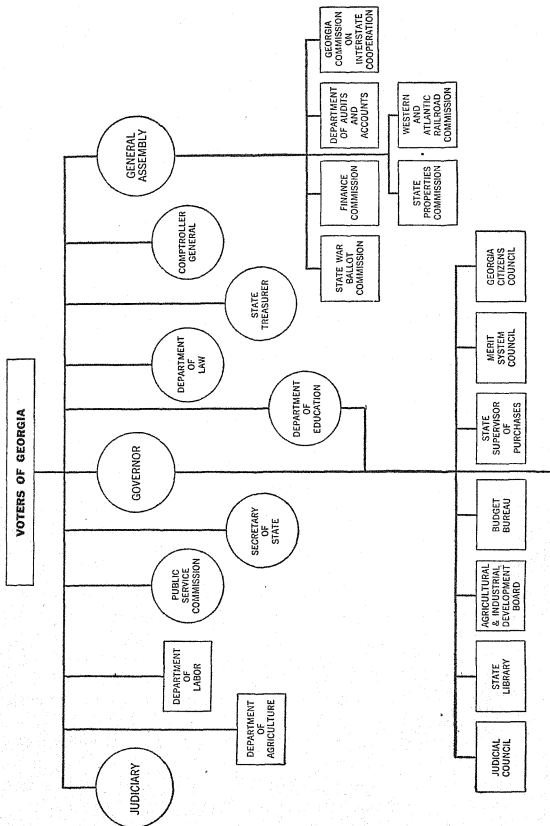 VOTERS OF GEORGIA
JUDICIARY
DEPARTMENT
OF
AGRICULTURE
DEPARTMENT
OF
LABOR
PUBLIC
SERVICE
COMMISSION
SECRETARY
OF
STATE
GOVERNOR
DEPARTMENT
OF
EDUCATION
DEPARTMENT
OF
LAW
STATE
TREASURER
COMPTROLLER
GENERAL
GENERAL
ASSEMBLY
STATE WAR
BALLOT
COMMISSION
FINANCE
COMMISSION
DEPARTMENT
OF AUDITS
AND
ACCOUNTS
GEORGIA
COMMISSION
ON
INTERSTATE
COOPERATION
STATE
PROPERTIES
COMMISSION
WESTERN
AND
ATLANTIC
RAILROAD
COMMISSION
JUDICIAL
COUNCIL
STATE
LIBRARY
AGRICULTURAL
& INDUSTRIAL
DEVELOPMENT
BOARD
BUDGET
BUREAU
STATE
SUPERVISOR
OF
PURCHASES
MERIT
SYSTEM
COUNCIL
GEORGIA
CITIZENS
COUNCIL